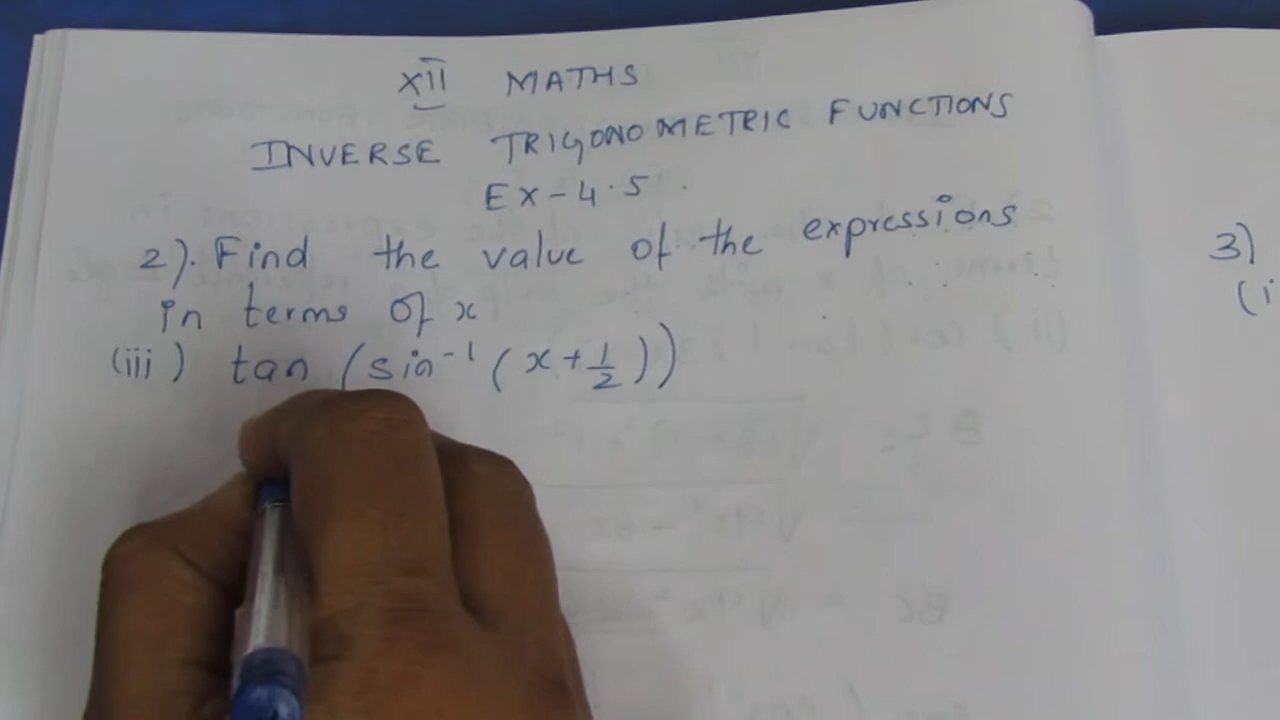 XII MATHS
INVERSE TRIGONOMETRIC FUNCTIONS
Ex-4.5
2). Find the value of the expressions
in terms of x
(iii) tan (sin⁻¹ (x + 1/2))
3)
(i